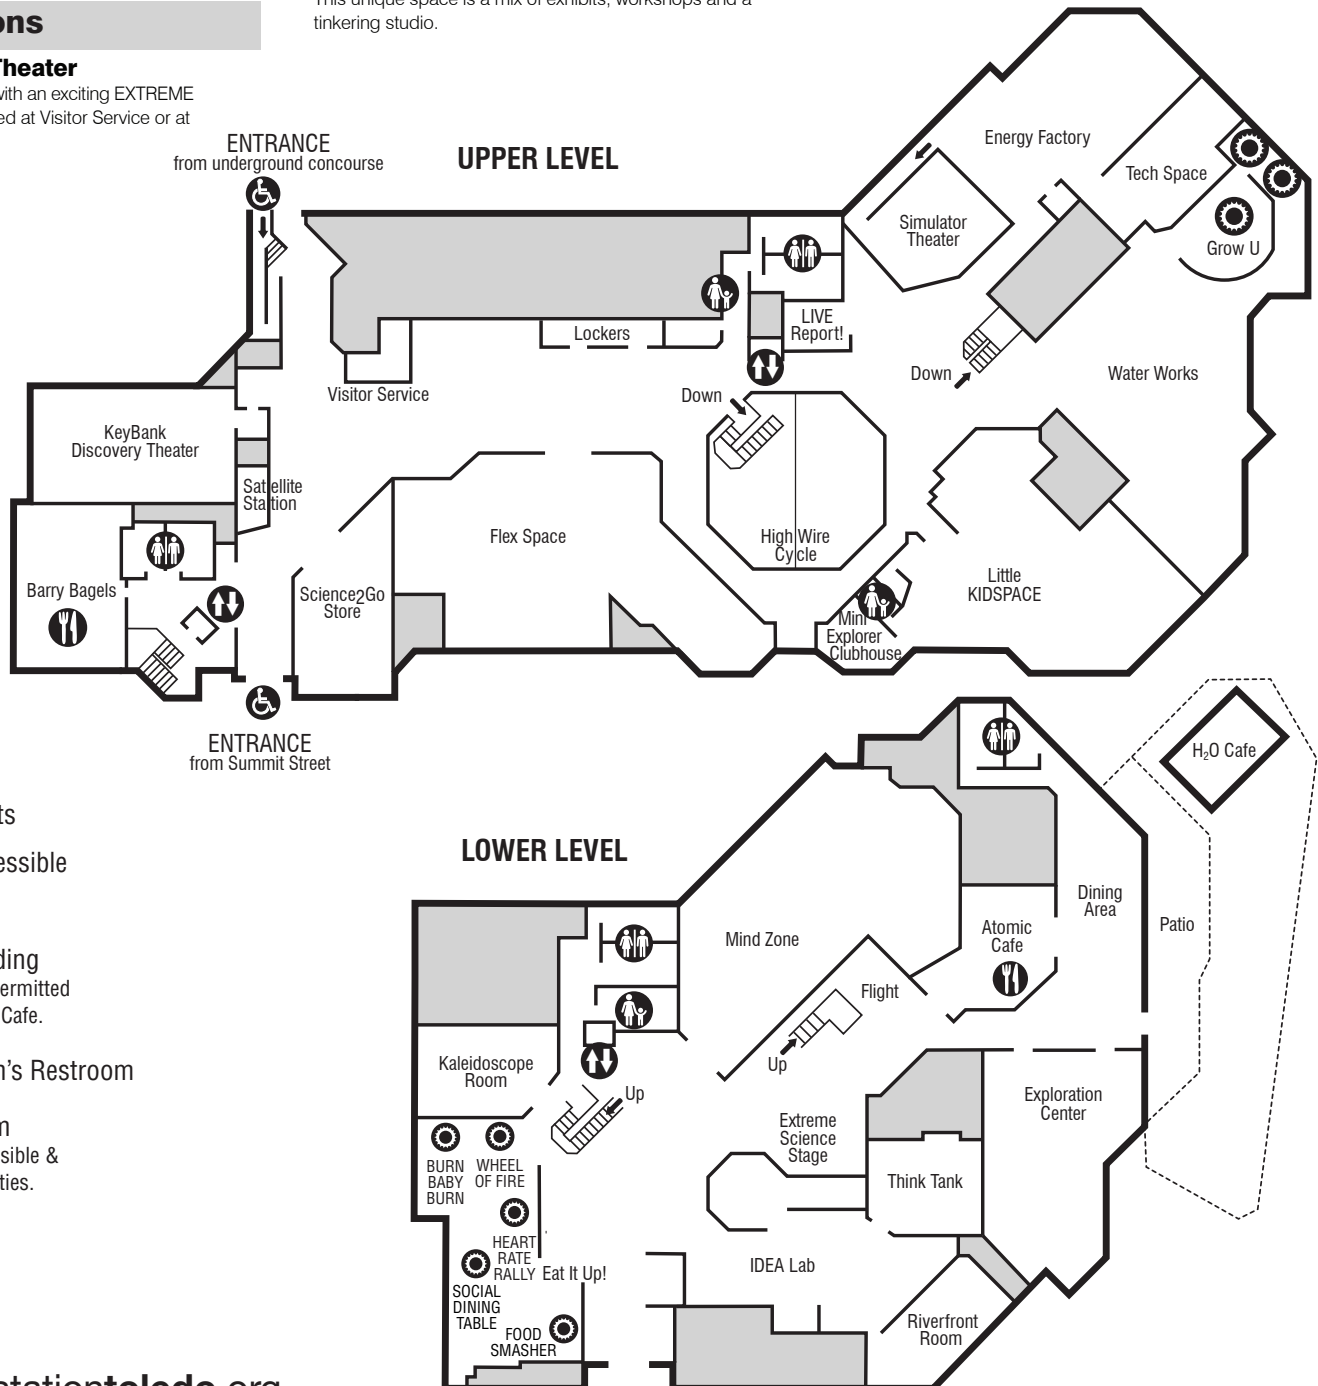 ons
Theater
with an exciting EXTREME
ed at Visitor Service or at
This unique space is a mix of exhibits, workshops and a
tinkering studio.
ENTRANCE
from underground concourse
UPPER LEVEL
Energy Factory
Tech Space
Simulator
Theater
Grow U
LIVE
Report!
Lockers
Visitor Service
Down
Down
Water Works
KeyBank
Discovery Theater
Satellite
Station
Flex Space
High Wire
Cycle
Little
KIDSPACE
Barry Bagels
Science2Go
Store
Mini
Explorer
Clubhouse
ENTRANCE
from Summit Street
H2O Cafe
ts
essible
LOWER LEVEL
Dining
Area
Patio
Mind Zone
Atomic
Cafe
ding
ermitted
Cafe.
Flight
Up
n's Restroom
Kaleidoscope
Room
Up
Exploration
Center
m
sible &
ties.
Extreme
Science
Stage
BURN
BABY
BURN
WHEEL
OF FIRE
Think Tank
HEART
RATE
RALLY
Eat It Up!
IDEA Lab
SOCIAL
DINING
TABLE
FOOD
SMASHER
Riverfront
Room
stationtoledo.org